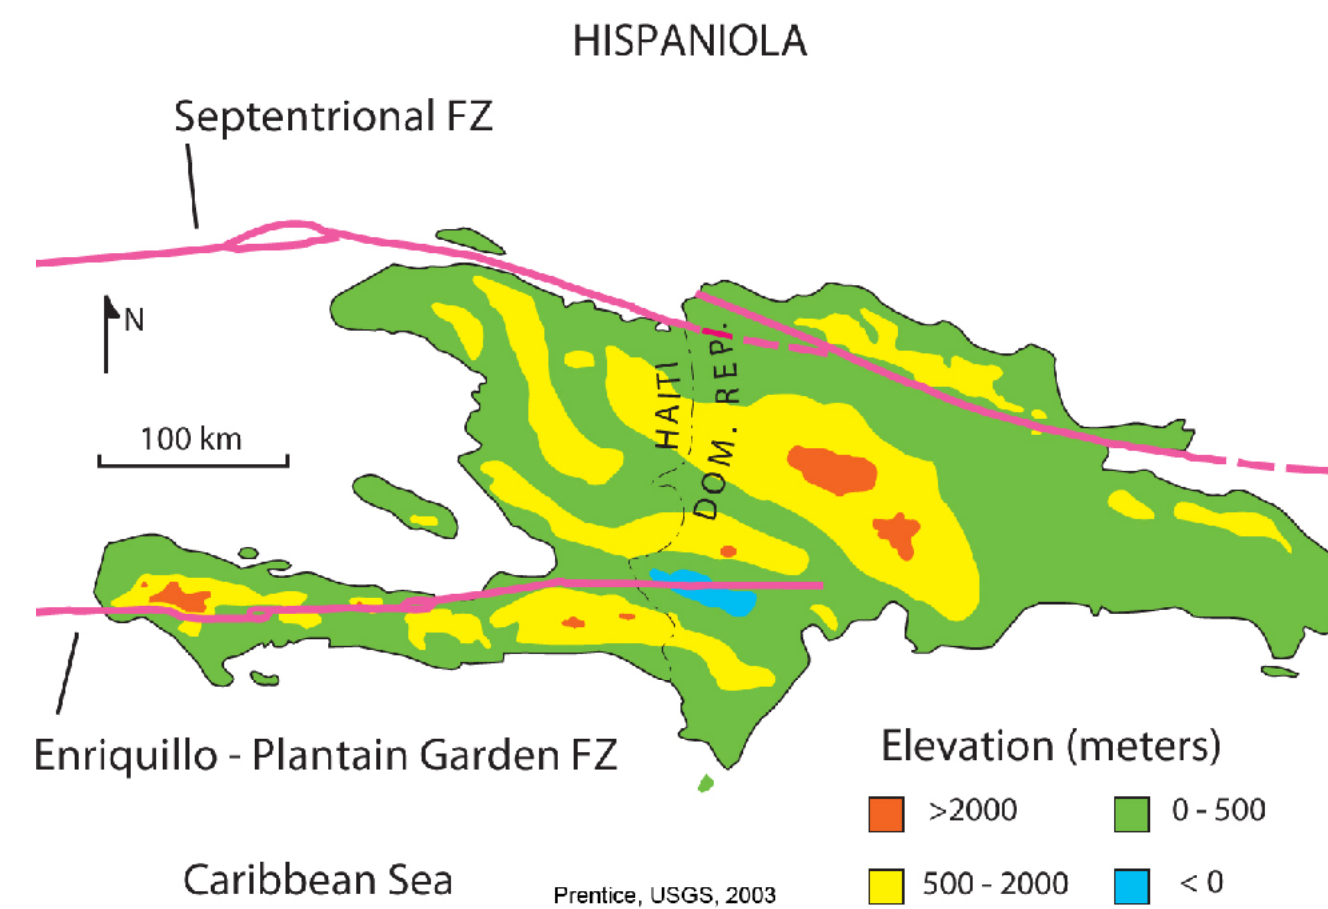 HISPANIOLA
Septentrional FZ
N
100 km
HAITI
DOM. REP.
Enriquillo - Plantain Garden FZ
Caribbean Sea
Prentice, USGS, 2003
Elevation (meters)
>2000
0 - 500
500 - 2000
< 0